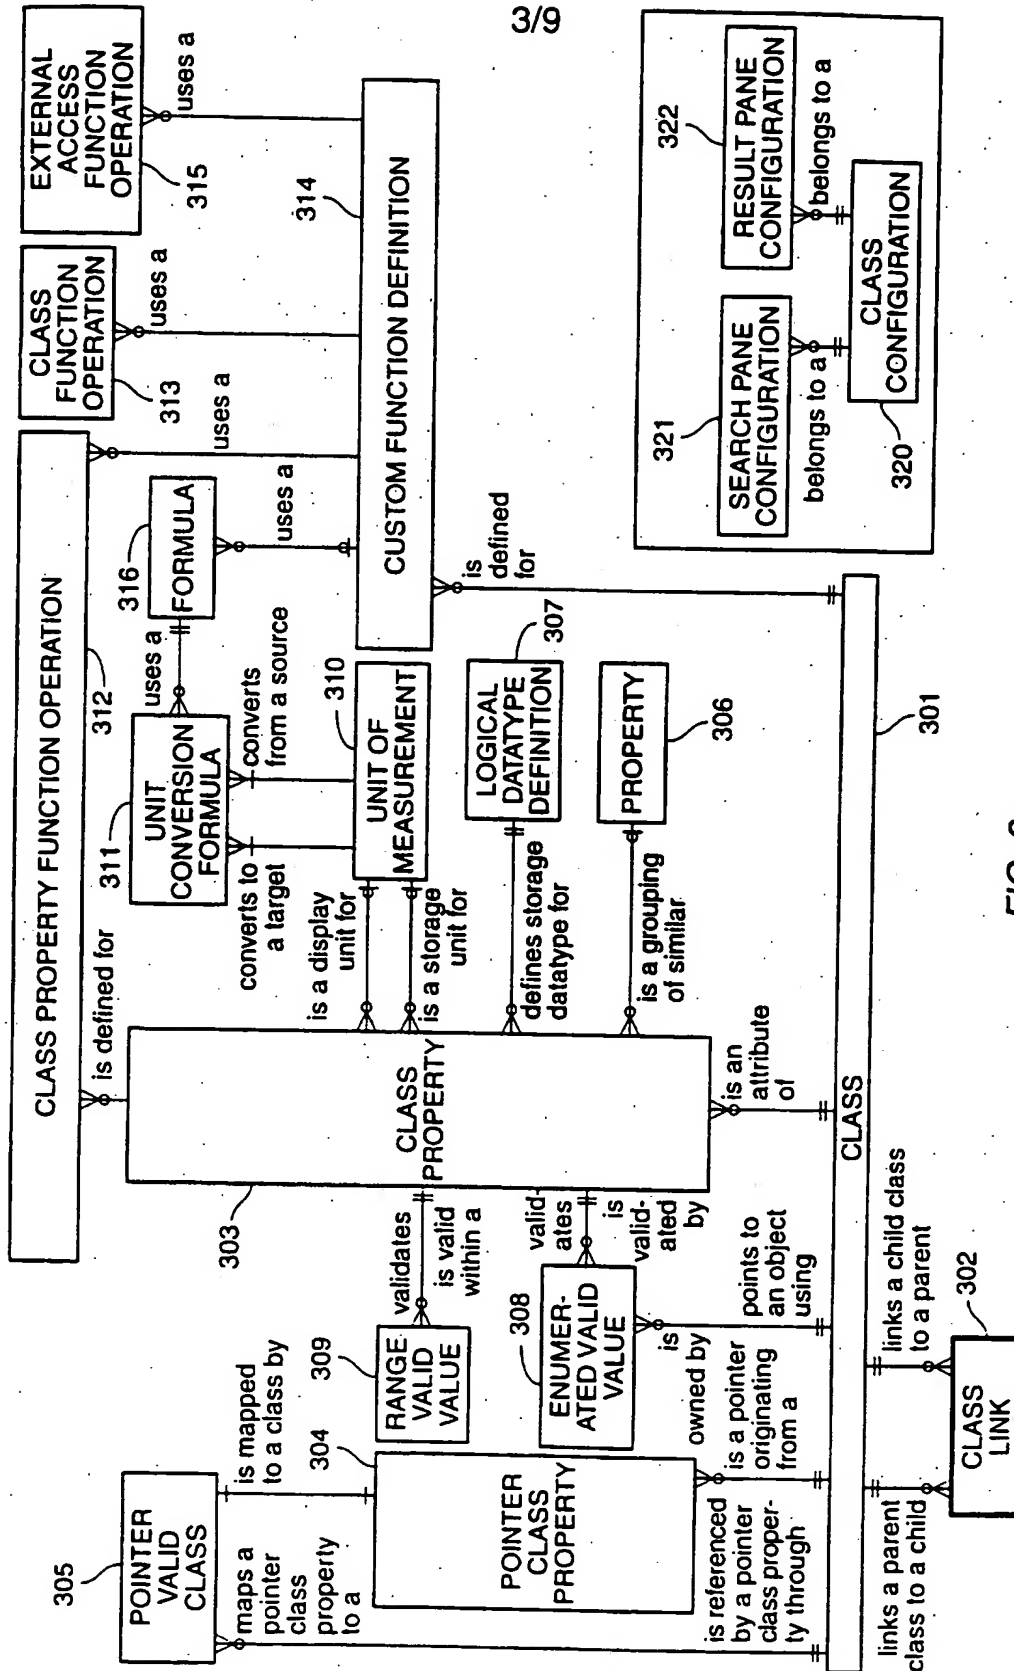 3/9
EXTERNAL
ACCESS
FUNCTION
OPERATION
315
uses a
CLASS
FUNCTION
OPERATION
313
uses a
314
CUSTOM FUNCTION DEFINITION
CLASS PROPERTY FUNCTION OPERATION
312
uses a
316
FORMULA
uses a
uses a
311
UNIT
CONVERSION
FORMULA
converts
from a source
converts to
a target
310
UNIT OF
MEASUREMENT
is defined for
is a display
unit for
is a storage
unit for
307
LOGICAL
DATATYPE
DEFINITION
defines storage
datatype for
306
PROPERTY
is a grouping
of similar
is
defined
for
CLASS
PROPERTY
303
validates
is valid
within a
valid-
ates
is
valid-
ated
by
is an
attribute
of
309
RANGE
VALID
VALUE
308
ENUMER-
ATED VALID
VALUE
is
owned by
points to
an object
using
305
POINTER
VALID
CLASS
is mapped
to a class by
maps a
pointer
class
property
to a
304
POINTER
CLASS
PROPERTY
is a pointer
originating
from a
is referenced
by a pointer
class proper-
ty through
CLASS
301
links a parent
class to a child
links a child class
to a parent
302
CLASS
LINK
322
RESULT PANE
CONFIGURATION
belongs to a
321
SEARCH PANE
CONFIGURATION
belongs to a
CLASS
CONFIGURATION
320